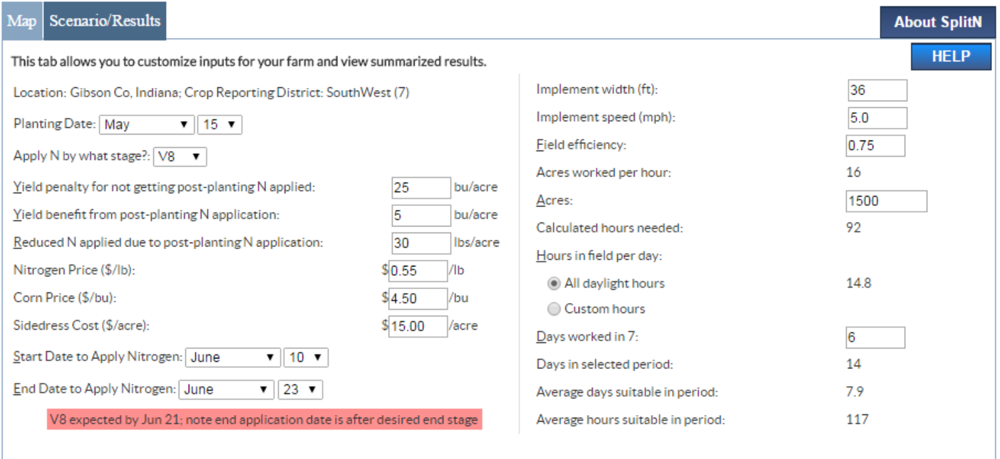 Map Scenario/Results
About SplitN
HELP
This tab allows you to customize inputs for your farm and view summarized results.
Location: Gibson Co, Indiana; Crop Reporting District: SouthWest (7)
Planting Date: May 15
Apply N by what stage?: V8
Yield penalty for not getting post-planting N applied: 25 bu/acre
Yield benefit from post-planting N application: 5 bu/acre
Reduced N applied due to post-planting N application: 30 lbs/acre
Nitrogen Price ($/lb): $0.55 /lb
Corn Price ($/bu): $4.50 /bu
Sidedress Cost ($/acre): $15.00 /acre
Start Date to Apply Nitrogen: June 10
End Date to Apply Nitrogen: June 23
V8 expected by Jun 21; note end application date is after desired end stage
Implement width (ft): 36
Implement speed (mph): 5.0
Field efficiency: 0.75
Acres worked per hour: 16
Acres: 1500
Calculated hours needed: 92
Hours in field per day:
All daylight hours 14.8
Custom hours
Days worked in 7: 6
Days in selected period: 14
Average days suitable in period: 7.9
Average hours suitable in period: 117